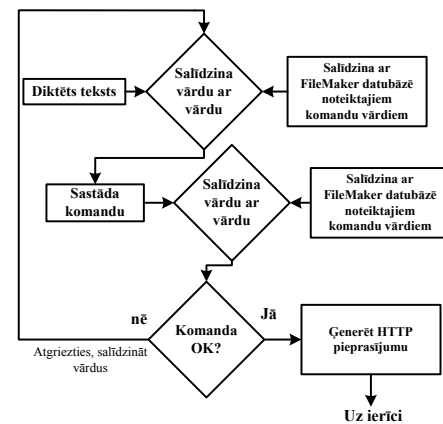 Diktēts teksts
Salīdzina
vārdu ar
vārdu
Salīdzina ar
FileMaker datubāzē
noteiktajiem
komandu vārdiem
Sastāda
komandu
Salīdzina
vārdu ar
vārdu
Salīdzina ar
FileMaker datubāzē
noteiktajiem
komandu vārdiem
nē
Komanda
OK?
Jā
Ģenerēt HTTP
pieprasījumu
Atgriezties, salīdzināt
vārdus
Uz ierīci